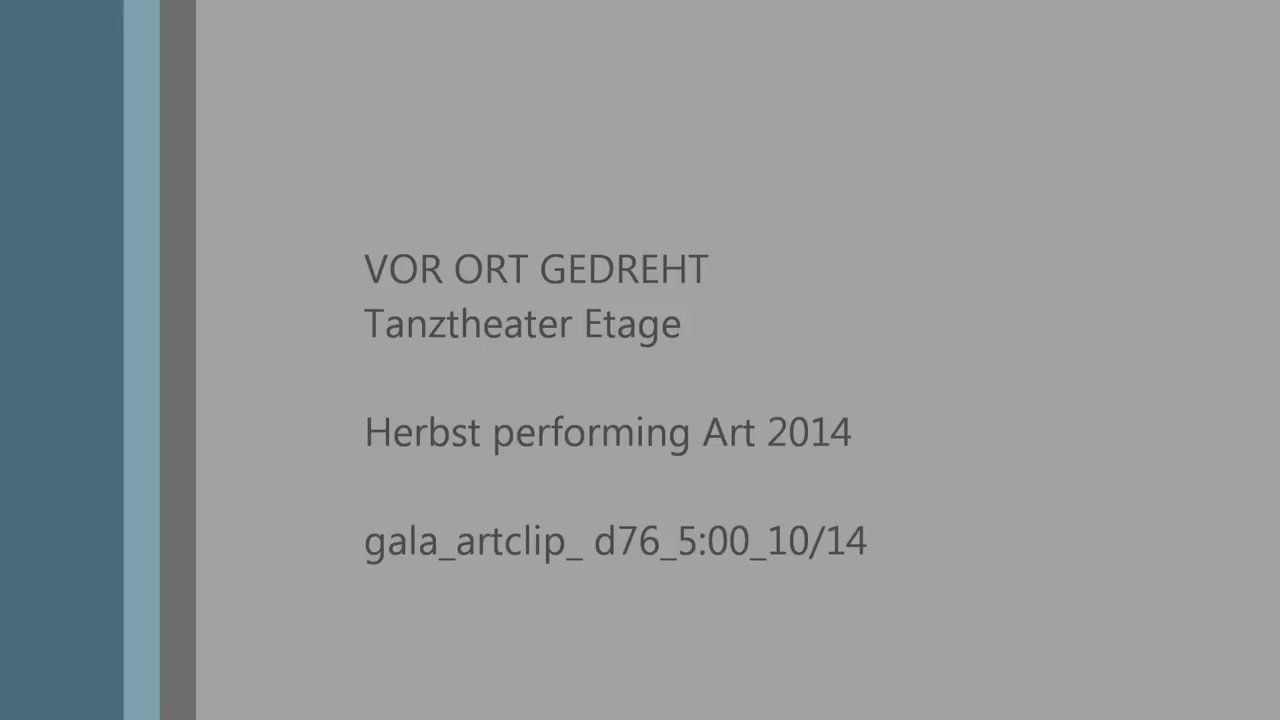 VOR ORT GEDREHT
Tanztheater Etage
Herbst performing Art 2014
gala_artclip_ d76_5:00_10/14